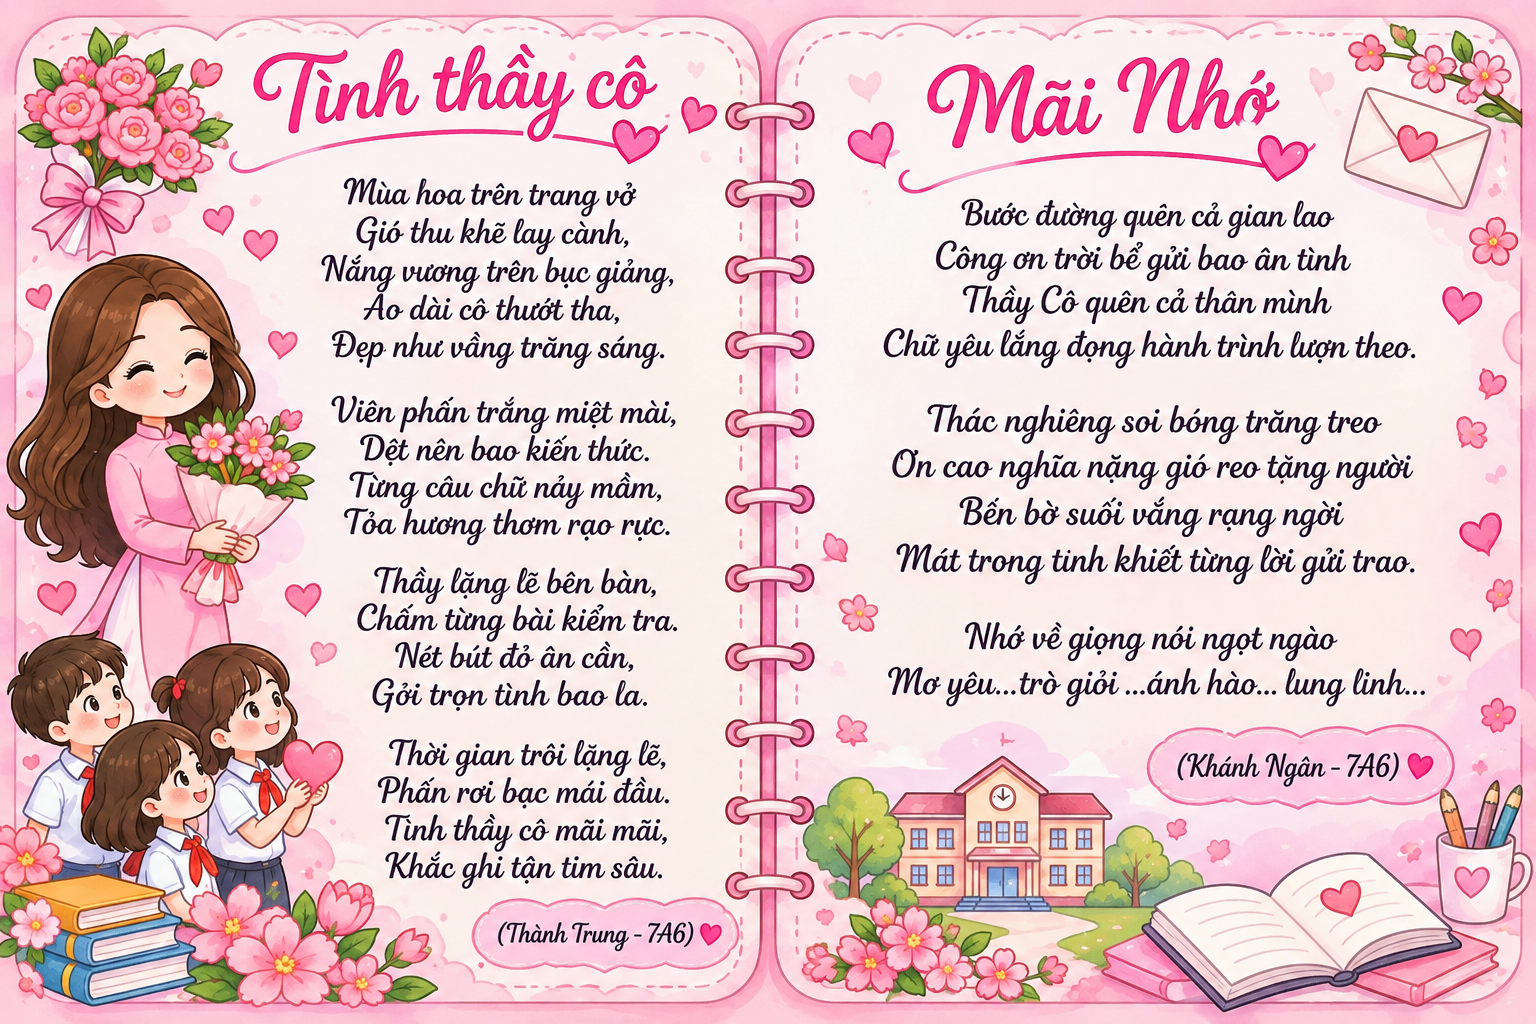 Tình thầy cô
Mùa hoa trên trang vở
Gió thu khẽ lay cành,
Nắng vương trên bục giảng,
Áo dài cô thướt tha,
Đẹp như vầng trăng sáng.
Viên phấn trắng miệt mài,
Dệt nên bao kiến thức.
Từng câu chữ nảy mầm,
Tỏa hương thơm rạo rực.
Thầy lặng lẽ bên bàn,
Chấm từng bài kiểm tra.
Nét bút đỏ ân cần,
Gởi trọn tình bao la.
Thời gian trôi lặng lẽ,
Phấn rơi bạc mái đầu.
Tình thầy cô mãi mãi,
Khắc ghi tận tim sâu.
(Thành Trung - 7A6)
Mãi Nhớ
Bước đường quên cả gian lao
Công ơn trời bể gửi bao ân tình
Thầy Cô quên cả thân mình
Chữ yêu lắng đọng hành trình lượn theo.
Thác nghiêng soi bóng trăng treo
Ơn cao nghĩa nặng gió reo tặng người
Bến bờ suối vắng rạng ngời
Mát trong tinh khiết từng lời gửi trao.
Nhớ về giọng nói ngọt ngào
Mơ yêu...trò giỏi ...ánh hào... lung linh...
(Khánh Ngân - 7A6)